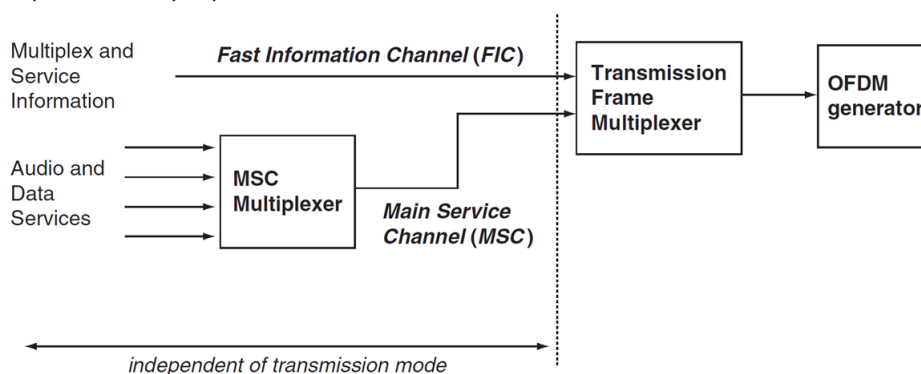 Multiplex and
Service
Information
Fast Information Channel (FIC)
Transmission
Frame
Multiplexer
OFDM
generator
Audio and
Data
Services
MSC
Multiplexer
Main Service
Channel (MSC)
independent of transmission mode